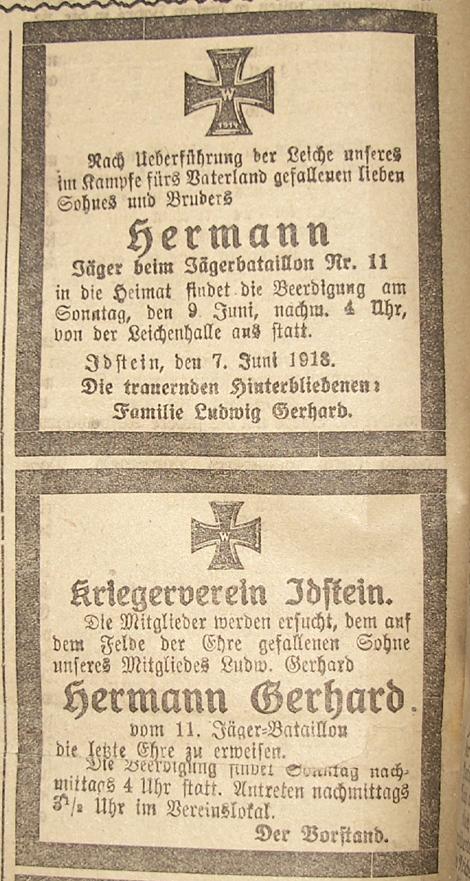 W
1914
Nach Ueberführung der Leiche unseres
im Kampfe fürs Vaterland gefallenen lieben
Sohnes und Bruders
Hermann
Jäger beim Jägerbataillon Nr. 11
in die Heimat findet die Beerdigung am
Sonntag, den 9 Juni, nachm. 4 Uhr,
von der Leichenhalle aus statt.
Idstein, den 7. Juni 1918.
Die trauernden Hinterbliebenen:
Familie Ludwig Gerhard.
W
Kriegerverein Idstein.
Die Mitglieder werden ersucht, dem auf
dem Felde der Ehre gefallenen Sohne
unseres Mitgliedes Ludw. Gerhard
Hermann Gerhard.
vom 11. Jäger-Bataillon
die letzte Ehre zu erweisen.
Die Beerdigung findet Sonntag nach-
mittags 4 Uhr statt. Antreten nachmittags
3½ Uhr im Vereinslokal.
Der Vorstand.